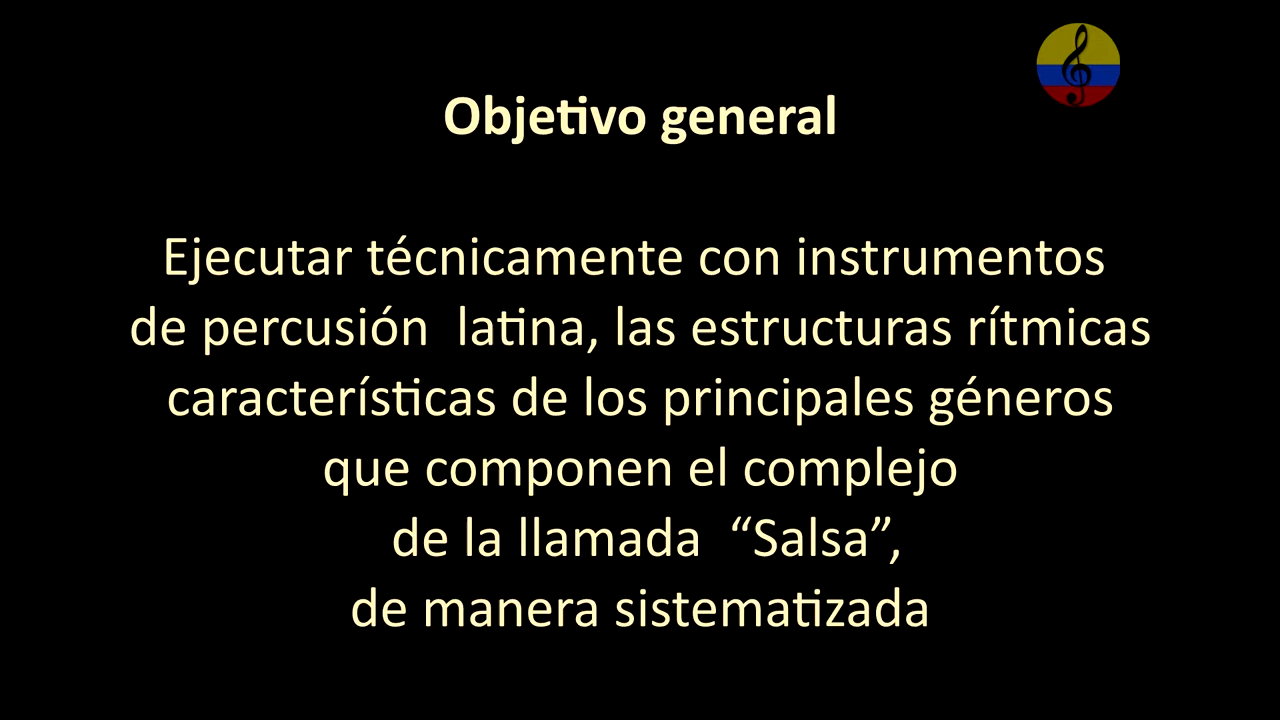 Objetivo general
Ejecutar técnicamente con instrumentos
de percusión  latina, las estructuras rítmicas
características de los principales géneros
que componen el complejo
de la llamada  “Salsa”,
de manera sistematizada